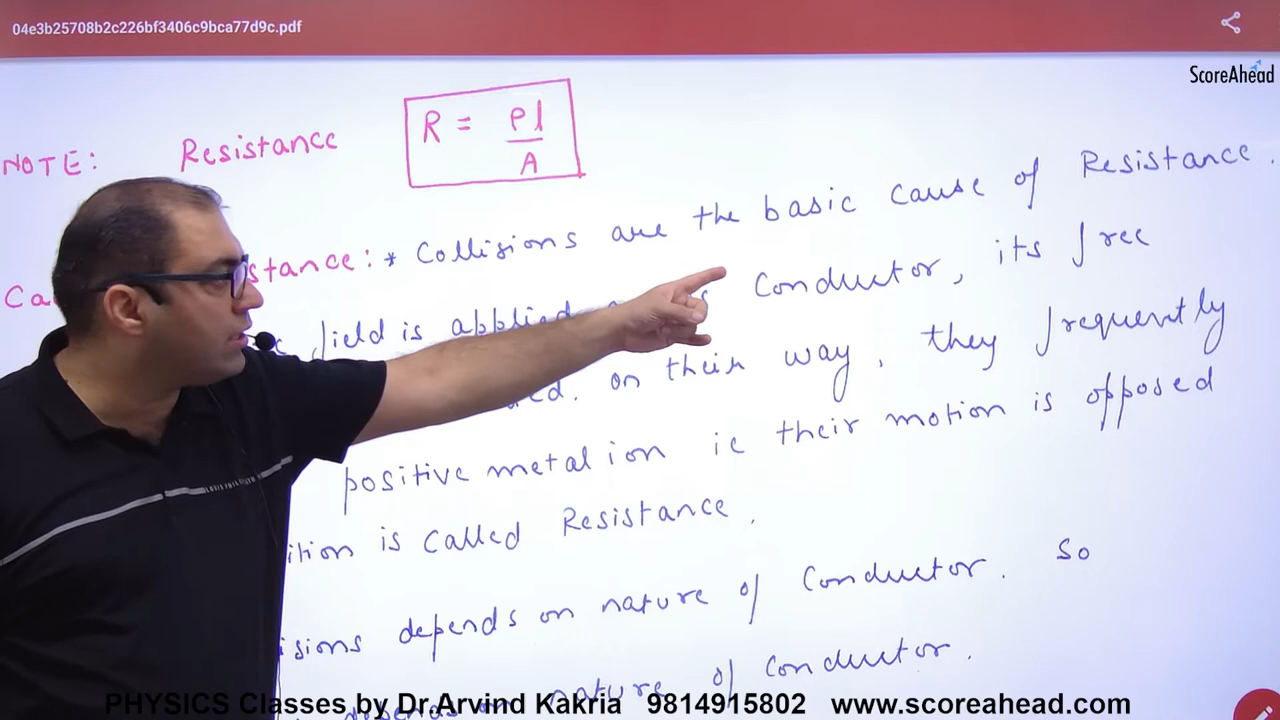 04e3b25708b2c226bf3406c9bca77d9c.pdf
ScoreAhead
NOTE: Resistance R = ρl/A
stance: * Collisions are the basic cause of Resistance.
field is applied Conductor, its free
on their way, they frequently
positive metal ion ie their motion is opposed
ition is called Resistance.
isions depends on nature of Conductor. So
nature of Conductor.
PHYSICS Classes by Dr.Arvind Kakria 9814915802 www.scoreahead.com